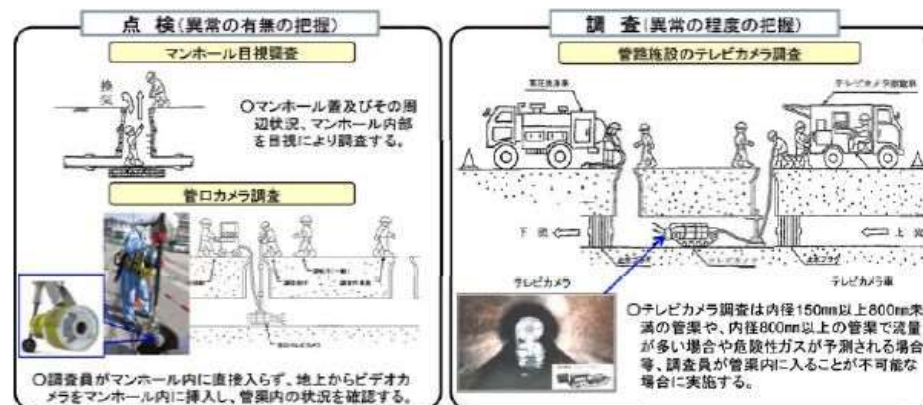 点 検(異常の有無の把握)
マンホール目視調査
換
気
○マンホール蓋及びその周
辺状況、マンホール内部
を目視により調査する。
管口カメラ調査
○調査員がマンホール内に直接入らず、地上からビデオカ
メラをマンホール内に挿入し、管渠内の状況を確認する。
調 査(異常の程度の把握)
管路施設のテレビカメラ調査
下 流
上 流
テレビカメラ
テレビカメラ車
○テレビカメラ調査は内径150mm以上800mm未
満の管渠や、内径800mm以上の管渠で流量
が多い場合や危険性ガスが予測される場合
等、調査員が管渠内に入ることが不可能な
場合に実施する。